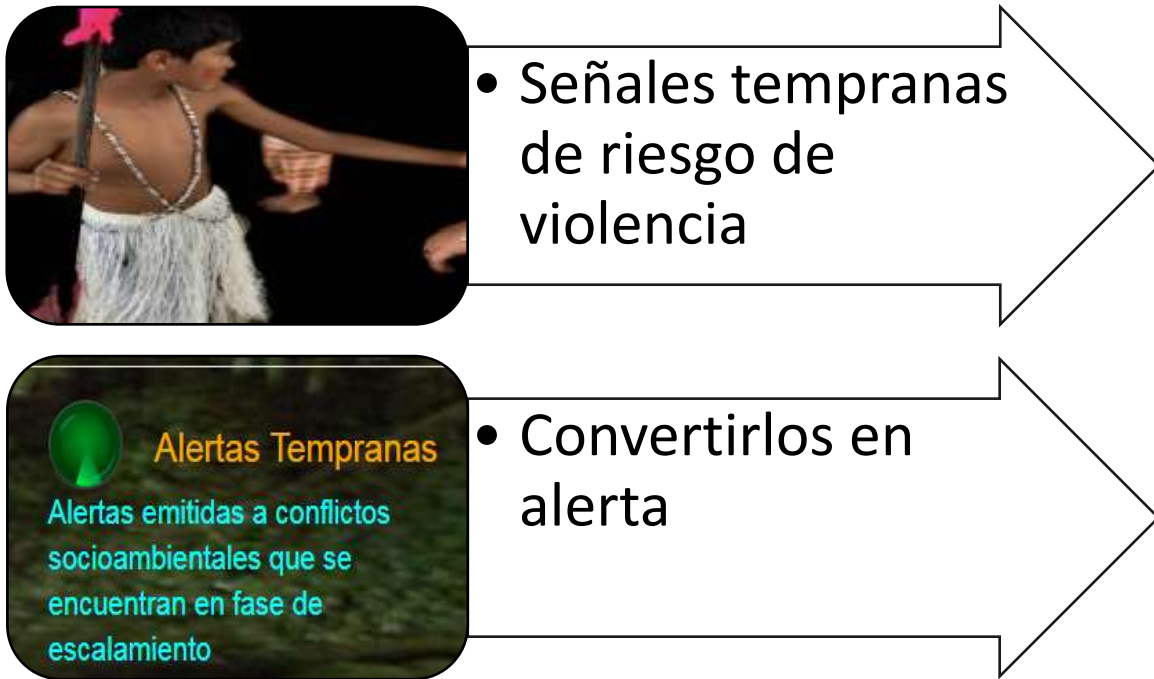 • Señales tempranas
de riesgo de
violencia
Alertas Tempranas
Alertas emitidas a conflictos
socioambientales que se
encuentran en fase de
escalamiento
• Convertirlos en
alerta